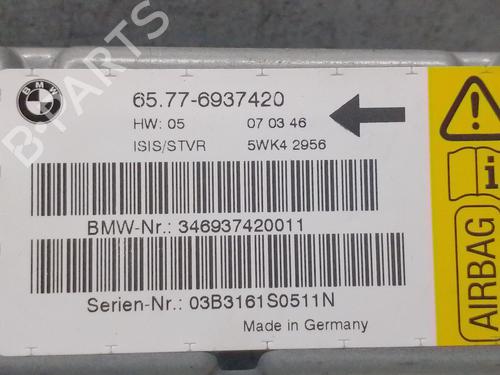 BMW
65.77-6937420
HW: 05 07 03 46
ISIS/STVR 5WK4 2956
BMW-Nr.: 346937420011
Serien-Nr.: 03B3161S0511N
Made in Germany
AIRBAG
B-PARTS